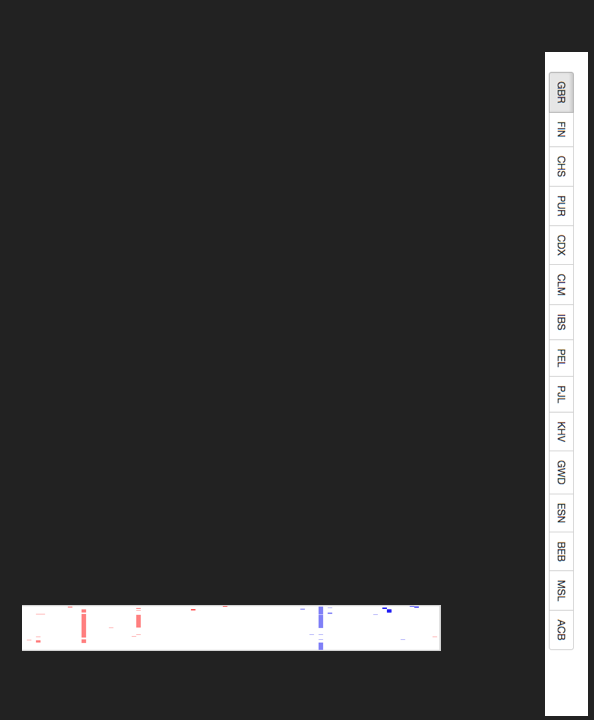 GBR
FIN
CHS
PUR
CDX
CLM
IBS
PEL
PJL
KHV
GWD
ESN
BEB
MSL
ACB